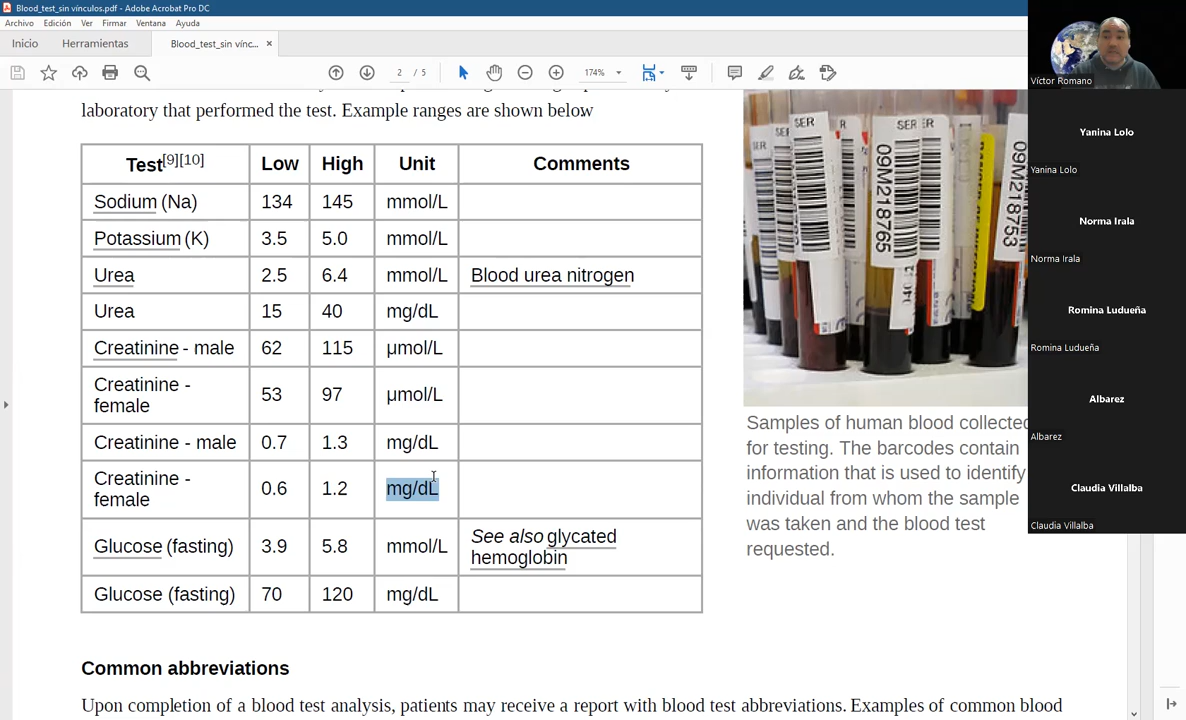 Blood_test_sin vínculos.pdf - Adobe Acrobat Pro DC
Archivo Edición Ver Firmar Ventana Ayuda
Inicio Herramientas Blood_test_sin vínc... ×
2 / 5 174%
laboratory that performed the test. Example ranges are shown below
Test[9][10] Low High Unit Comments
Sodium (Na) 134 145 mmol/L
Potassium (K) 3.5 5.0 mmol/L
Urea 2.5 6.4 mmol/L Blood urea nitrogen
Urea 15 40 mg/dL
Creatinine - male 62 115 μmol/L
Creatinine -
female 53 97 μmol/L
Creatinine - male 0.7 1.3 mg/dL
Creatinine -
female 0.6 1.2 mg/dL
Glucose (fasting) 3.9 5.8 mmol/L See also glycated
hemoglobin
Glucose (fasting) 70 120 mg/dL
Common abbreviations
Upon completion of a blood test analysis, patients may receive a report with blood test abbreviations. Examples of common blood
SER
SER
SER
SER
ER
09M218765
09M218753
Samples of human blood collected
for testing. The barcodes contain
information that is used to identify
individual from whom the sample
was taken and the blood test
requested.
Víctor Romano
Yanina Lolo
Yanina Lolo
Norma Irala
Norma Irala
Romina Ludueña
Romina Ludueña
Albarez
Albarez
Claudia Villalba
Claudia Villalba